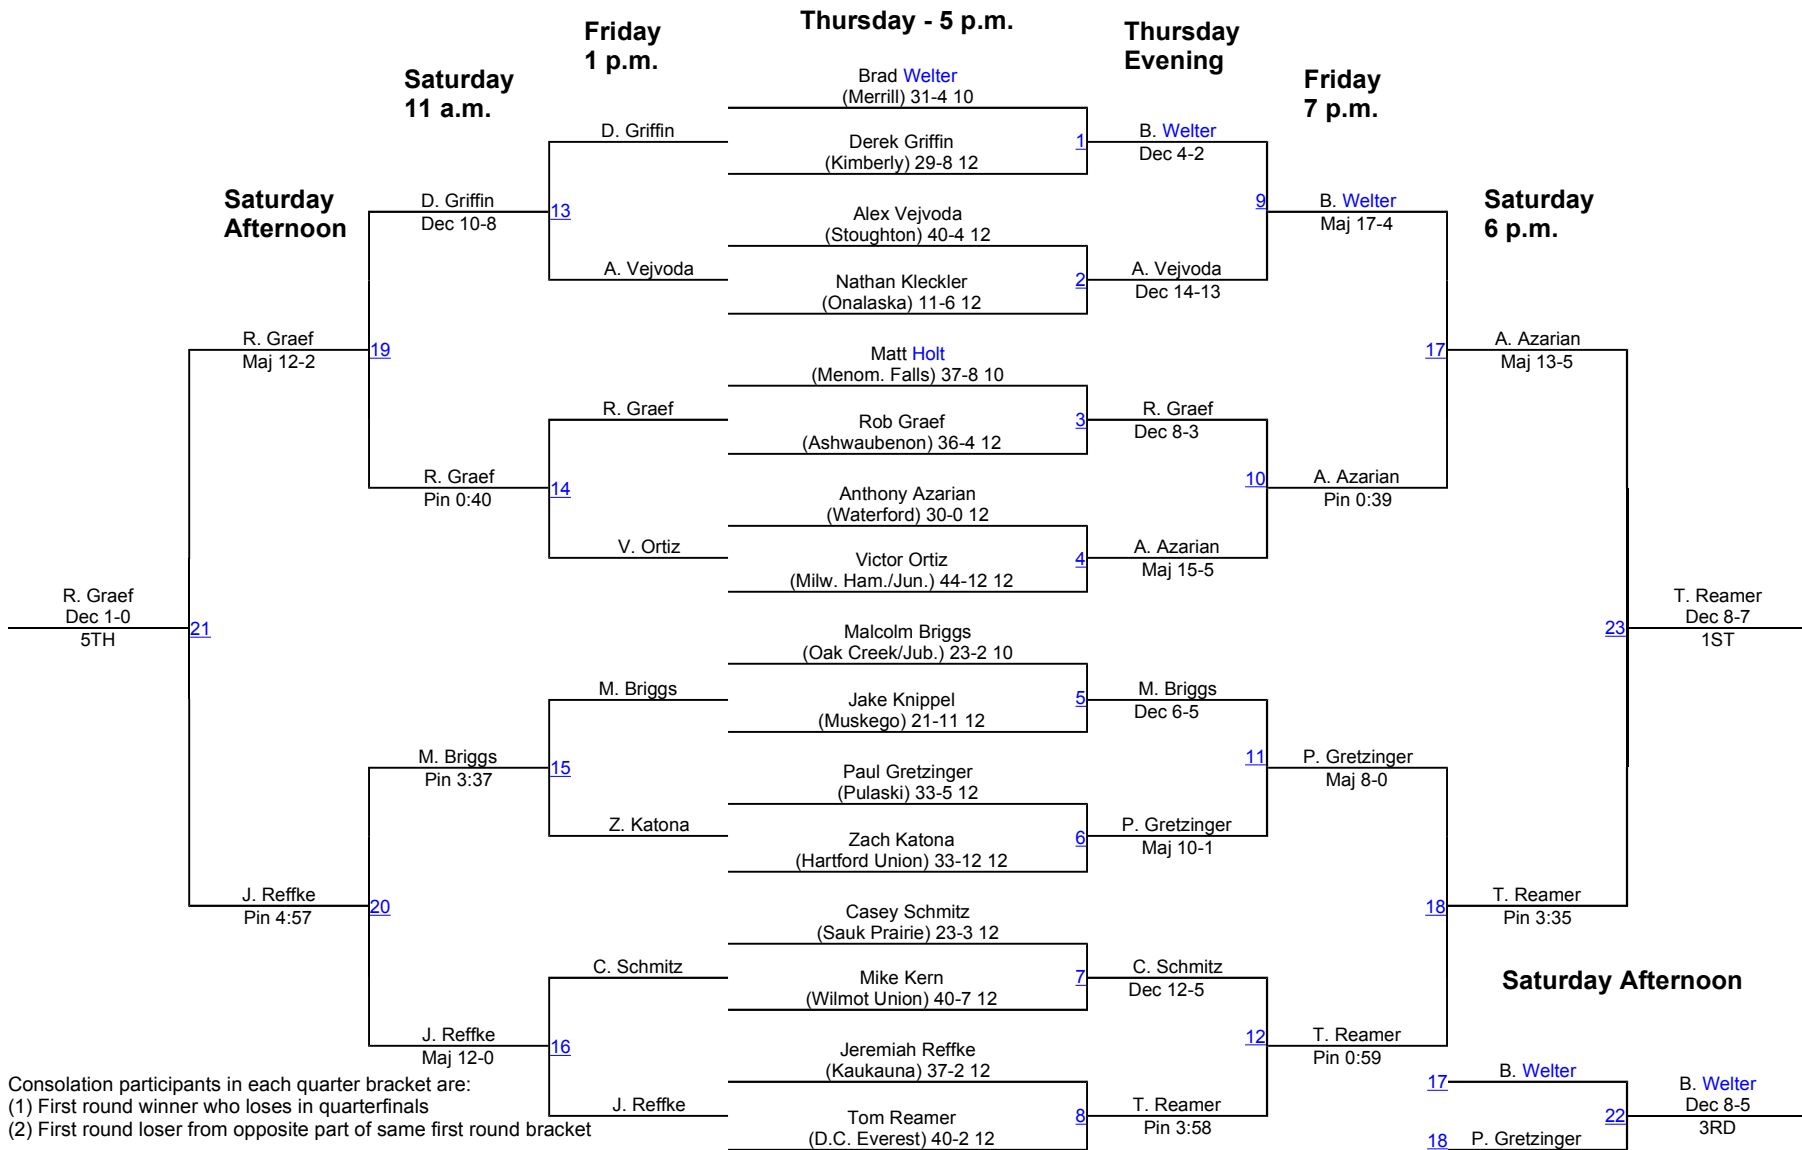 Thursday - 5 p.m.
Friday
1 p.m.
Thursday
Evening
Saturday
11 a.m.
Friday
7 p.m.
Saturday
Afternoon
Saturday
6 p.m.
Brad Welter
(Merrill) 31-4 10
Derek Griffin
(Kimberly) 29-8 12
Alex Vejvoda
(Stoughton) 40-4 12
Nathan Kleckler
(Onalaska) 11-6 12
Matt Holt
(Menom. Falls) 37-8 10
Rob Graef
(Ashwaubenon) 36-4 12
Anthony Azarian
(Waterford) 30-0 12
Victor Ortiz
(Milw. Ham./Jun.) 44-12 12
Malcolm Briggs
(Oak Creek/Jub.) 23-2 10
Jake Knippel
(Muskego) 21-11 12
Paul Gretzinger
(Pulaski) 33-5 12
Zach Katona
(Hartford Union) 33-12 12
Casey Schmitz
(Sauk Prairie) 23-3 12
Mike Kern
(Wilmot Union) 40-7 12
Jeremiah Reffke
(Kaukauna) 37-2 12
Tom Reamer
(D.C. Everest) 40-2 12
1
B. Welter
Dec 4-2
2
A. Vejvoda
Dec 14-13
3
R. Graef
Dec 8-3
4
A. Azarian
Maj 15-5
5
M. Briggs
Dec 6-5
6
P. Gretzinger
Maj 10-1
7
C. Schmitz
Dec 12-5
8
T. Reamer
Pin 3:58
9
B. Welter
Maj 17-4
10
A. Azarian
Pin 0:39
11
P. Gretzinger
Maj 8-0
12
T. Reamer
Pin 0:59
17
A. Azarian
Maj 13-5
18
T. Reamer
Pin 3:35
23
T. Reamer
Dec 8-7
1ST
Saturday Afternoon
17
B. Welter
18
P. Gretzinger
22
B. Welter
Dec 8-5
3RD
D. Griffin
A. Vejvoda
R. Graef
V. Ortiz
M. Briggs
Z. Katona
C. Schmitz
J. Reffke
13
D. Griffin
Dec 10-8
14
R. Graef
Pin 0:40
15
M. Briggs
Pin 3:37
16
J. Reffke
Maj 12-0
19
R. Graef
Maj 12-2
20
J. Reffke
Pin 4:57
21
R. Graef
Dec 1-0
5TH
Consolation participants in each quarter bracket are:
(1) First round winner who loses in quarterfinals
(2) First round loser from opposite part of same first round bracket